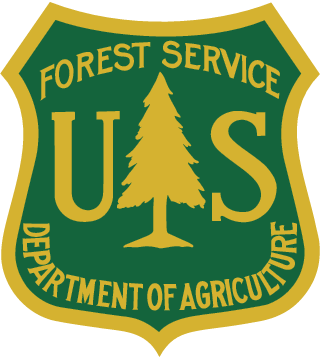 FOREST SERVICE
U S
DEPARTMENT OF AGRICULTURE